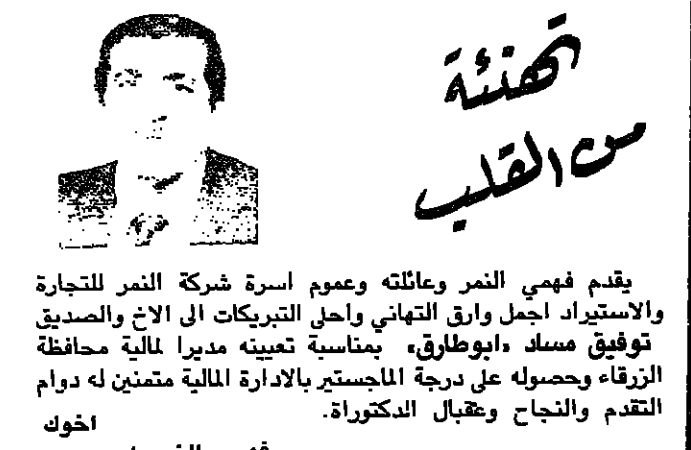 تهنئة
من القلب
يقدم فهمي النمر وعائلته وعموم اسرة شركة النمر للتجارة
والاستيراد اجمل وارق التهاني واحلى التبريكات الى الاخ والصديق
توفيق مساد «ابوطارق» بمناسبة تعيينه مديرا لمالية محافظة
الزرقاء وحصوله على درجة الماجستير بالادارة المالية متمنين له دوام
التقدم والنجاح وعقبال الدكتوراة.
اخوك